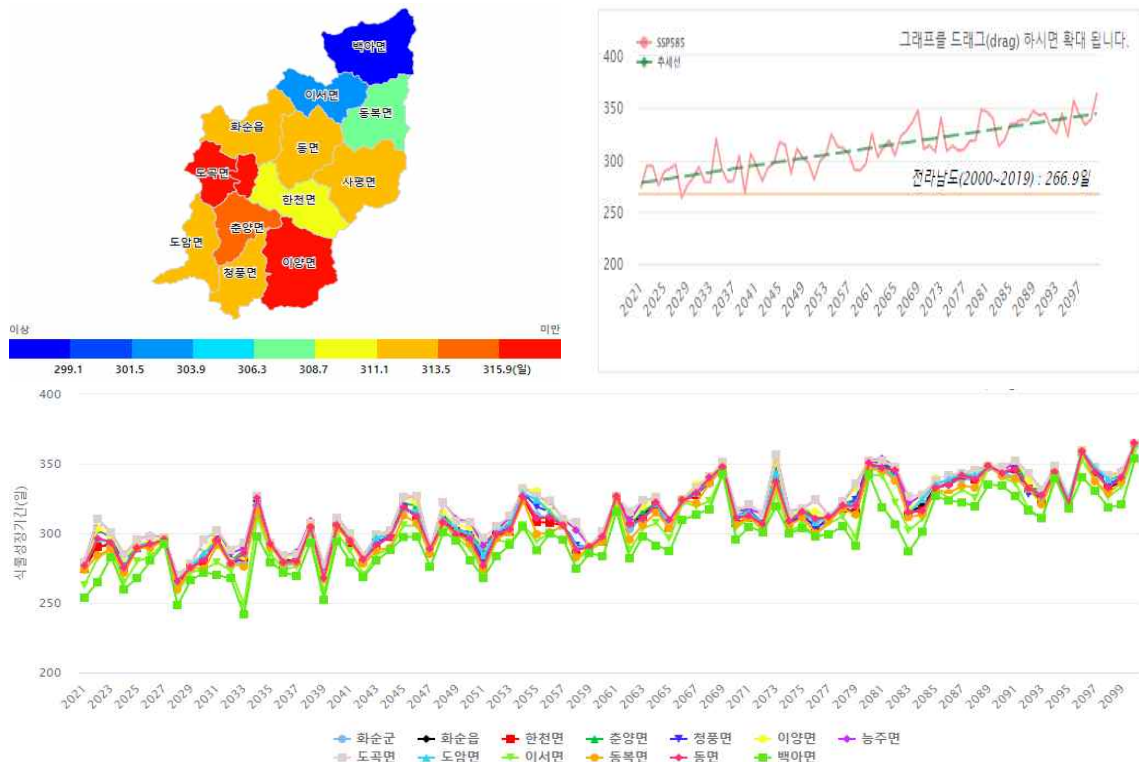 백아면
이서면
동복면
화순읍
동면
도곡면
사평면
한천면
춘양면
도암면
이양면
청풍면
이상
미만
299.1 301.5 303.9 306.3 308.7 311.1 313.5 315.9(일)
SSP585
추세선
그래프를 드래그(drag) 하시면 확대 됩니다.
400
350
300
전라남도(2000~2019) : 266.9일
250
200
2021 2025 2029 2033 2037 2041 2045 2049 2053 2057 2061 2065 2069 2073 2077 2081 2085 2089 2093 2097
400
350
300
250
200
식물성장기간(일)
2021 2023 2025 2027 2029 2031 2033 2035 2037 2039 2041 2043 2045 2047 2049 2051 2053 2055 2057 2059 2061 2063 2065 2067 2069 2071 2073 2075 2077 2079 2081 2083 2085 2087 2089 2091 2093 2095 2097 2099
화순군 화순읍 한천면 춘양면 청풍면 이양면 능주면
도곡면 도암면 이서면 동복면 동면 백아면